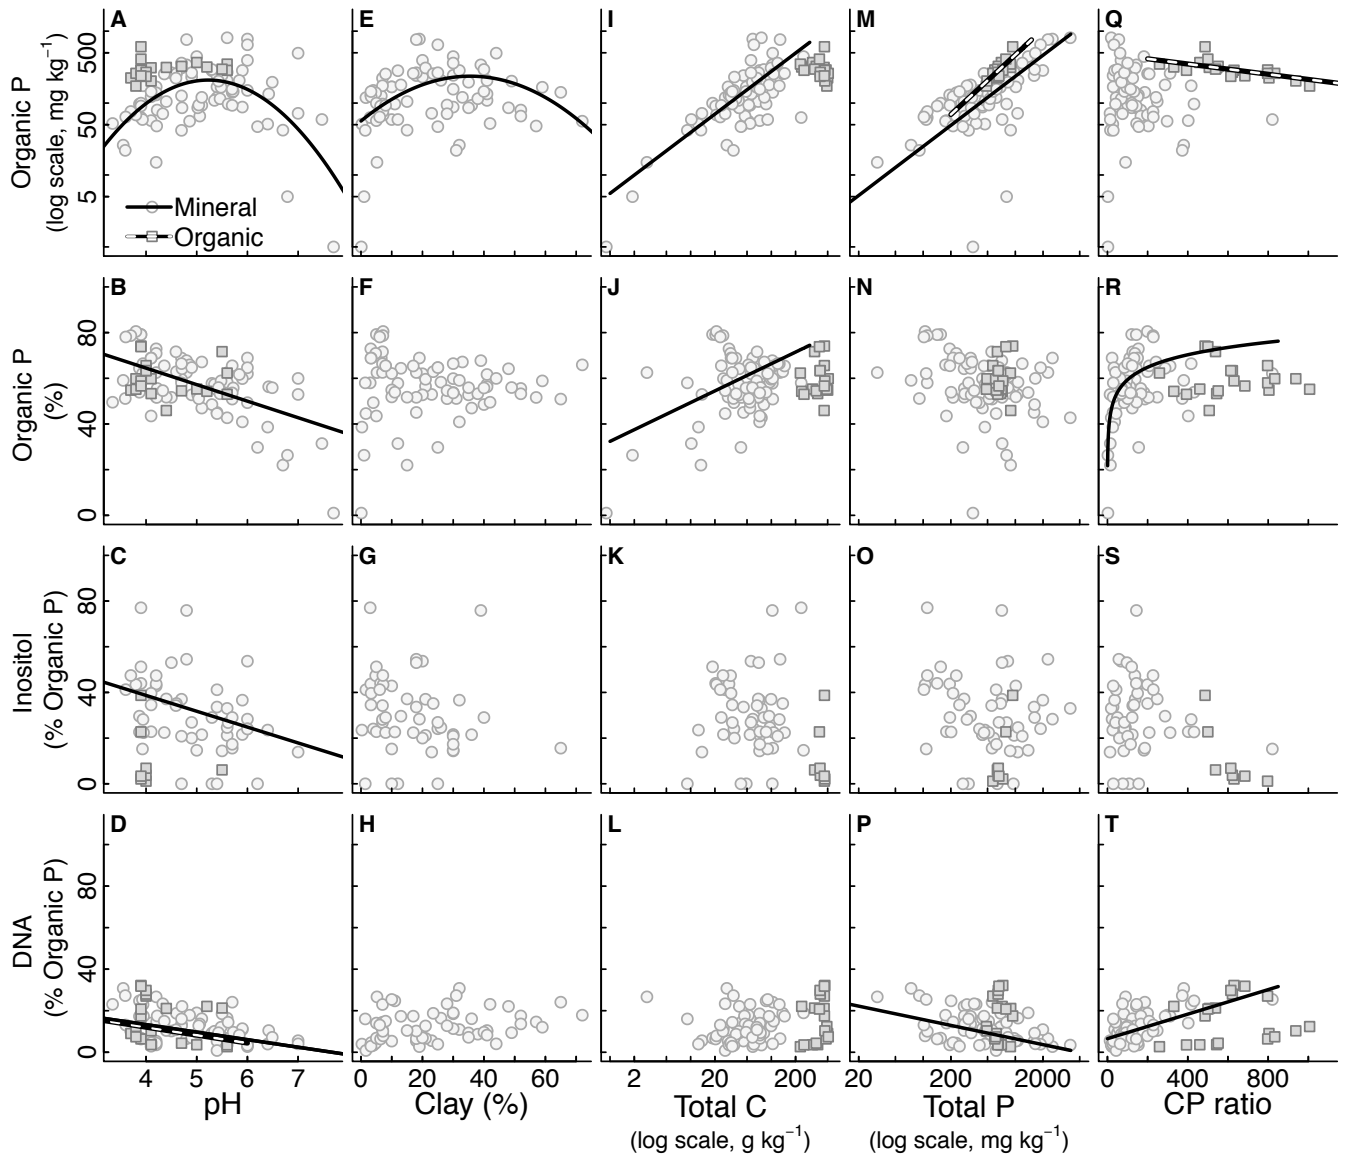 A
E
I
M
Q
Organic P
(log scale, mg kg−1)
500
50
5
Mineral
Organic
B
F
J
N
R
Organic P
(%)
80
40
0
C
G
K
O
S
Inositol
(% Organic P)
80
40
0
D
H
L
P
T
DNA
(% Organic P)
80
40
0
4 5 6 7
0 20 40 60
2 20 200
20 200 2000
0 400 800
pH
Clay (%)
Total C
(log scale, g kg−1)
Total P
(log scale, mg kg−1)
CP ratio